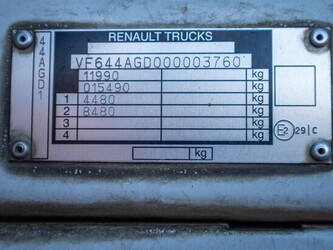 RENAULT TRUCKS
44AGD1
VF644AGD000003760
11990 kg
015490 kg
1 4480 kg
2 8480 kg
3 kg
4 kg
kg
E2 29|C